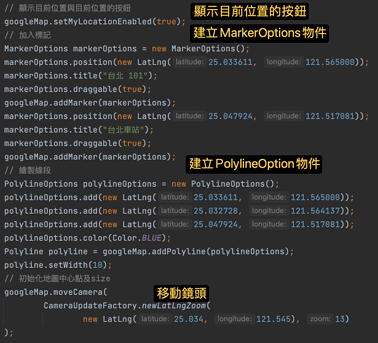 // 顯示目前位置與目前位置的按鈕
顯示目前位置的按鈕
googleMap.setMyLocationEnabled(true);
// 加入標記
建立 MarkerOptions 物件
MarkerOptions markerOptions = new MarkerOptions();
markerOptions.position(new LatLng( latitude: 25.033611, longitude: 121.565000));
markerOptions.title("台北 101");
markerOptions.draggable(true);
googleMap.addMarker(markerOptions);
markerOptions.position(new LatLng( latitude: 25.047924, longitude: 121.517081));
markerOptions.title("台北車站");
markerOptions.draggable(true);
googleMap.addMarker(markerOptions);
// 繪製線段
建立 PolylineOption 物件
PolylineOptions polylineOptions = new PolylineOptions();
polylineOptions.add(new LatLng( latitude: 25.033611, longitude: 121.565000));
polylineOptions.add(new LatLng( latitude: 25.032728, longitude: 121.564137));
polylineOptions.add(new LatLng( latitude: 25.047924, longitude: 121.517081));
polylineOptions.color(Color.BLUE);
Polyline polyline = googleMap.addPolyline(polylineOptions);
polyline.setWidth(10);
// 初始化地圖中心點及size
移動鏡頭
googleMap.moveCamera(
CameraUpdateFactory.newLatLngZoom(
new LatLng( latitude: 25.034, longitude: 121.545), zoom: 13)
);